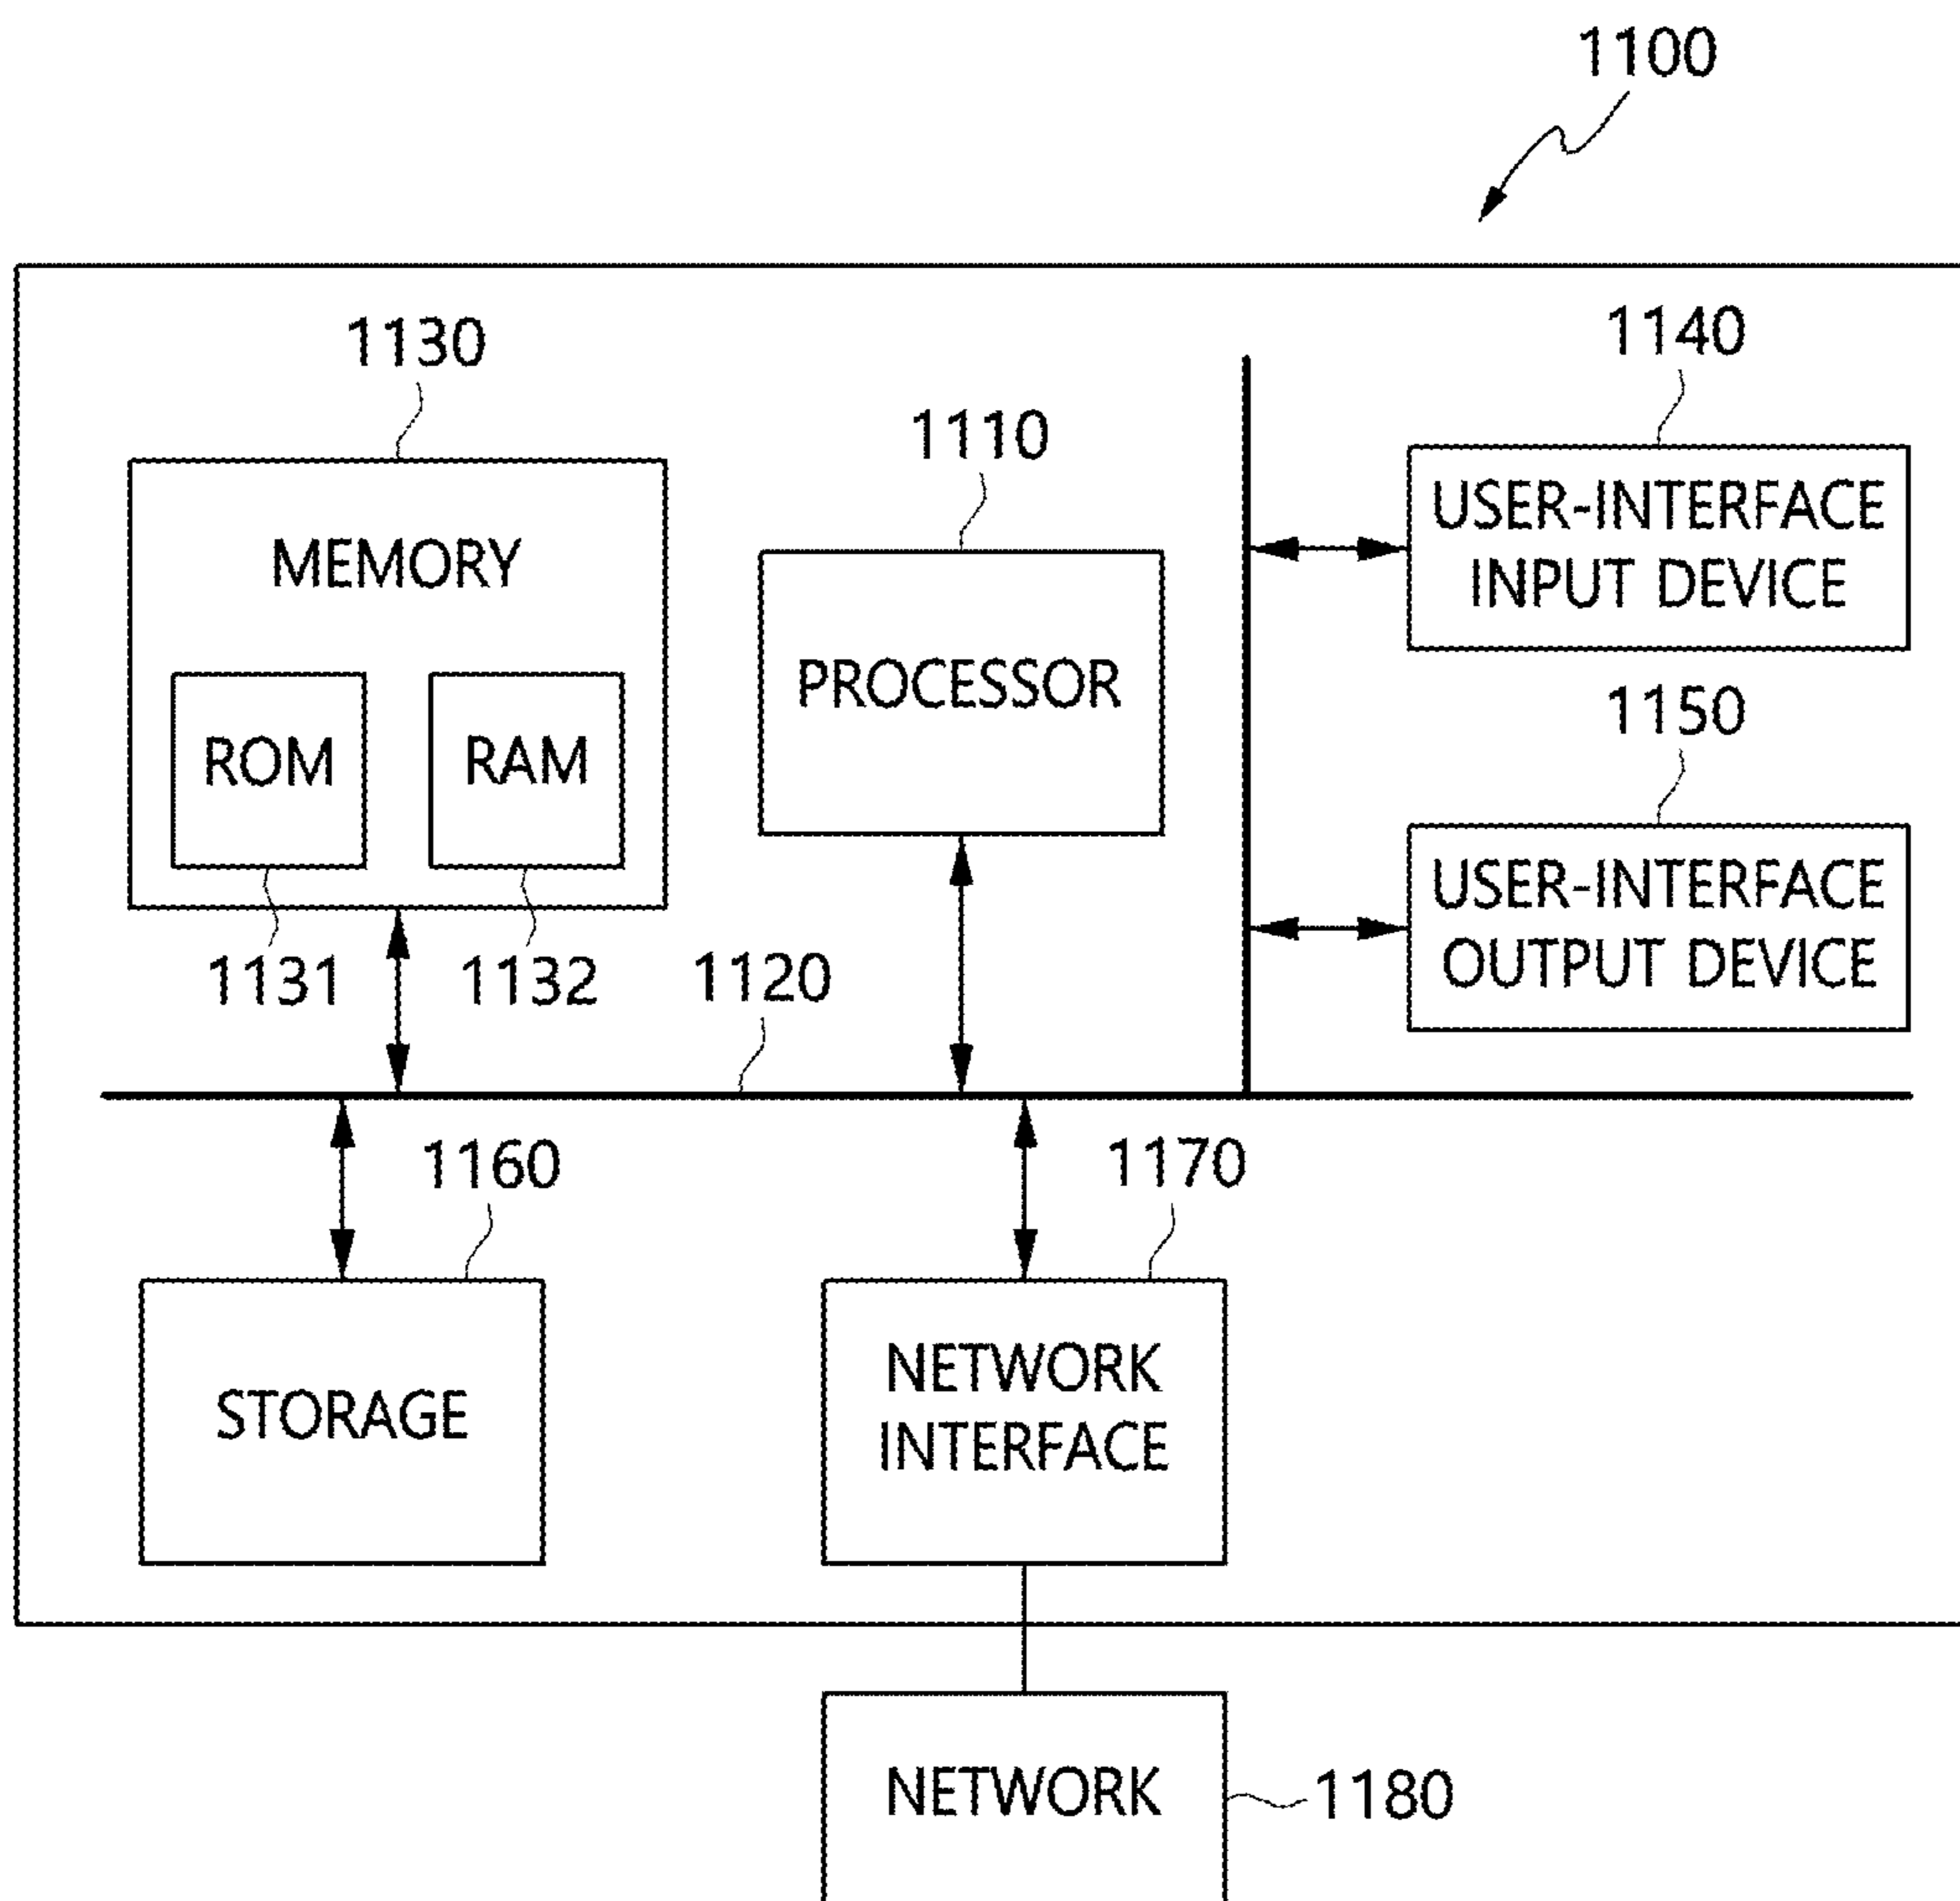 1100
1130
1140
1110
USER-INTERFACE
INPUT DEVICE
MEMORY
PROCESSOR
1150
ROM
RAM
USER-INTERFACE
OUTPUT DEVICE
1131
1132
1120
1160
1170
STORAGE
NETWORK
INTERFACE
NETWORK
1180